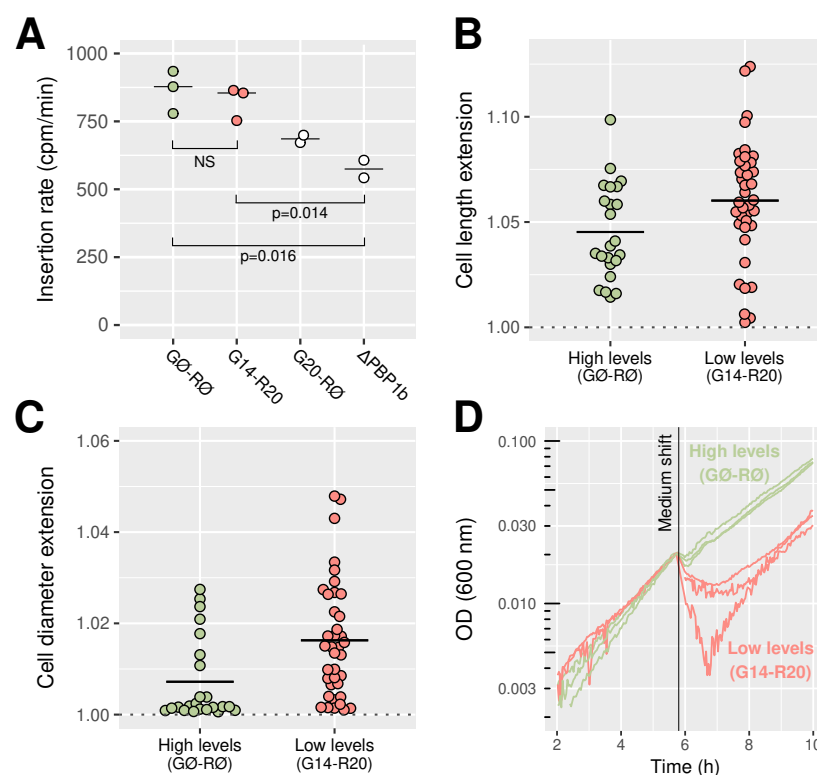 A
Insertion rate (cpm/min)
1000
750
500
250
0
NS
p=0.014
p=0.016
GØ-RØ
G14-R20
G20-RØ
ΔPBP1b
B
Cell length extension
1.10
1.05
1.00
High levels
(GØ-RØ)
Low levels
(G14-R20)
C
Cell diameter extension
1.06
1.04
1.02
1.00
High levels
(GØ-RØ)
Low levels
(G14-R20)
D
OD (600 nm)
0.100
0.030
0.010
0.003
Medium shift
High levels
(GØ-RØ)
Low levels
(G14-R20)
2
4
6
8
10
Time (h)